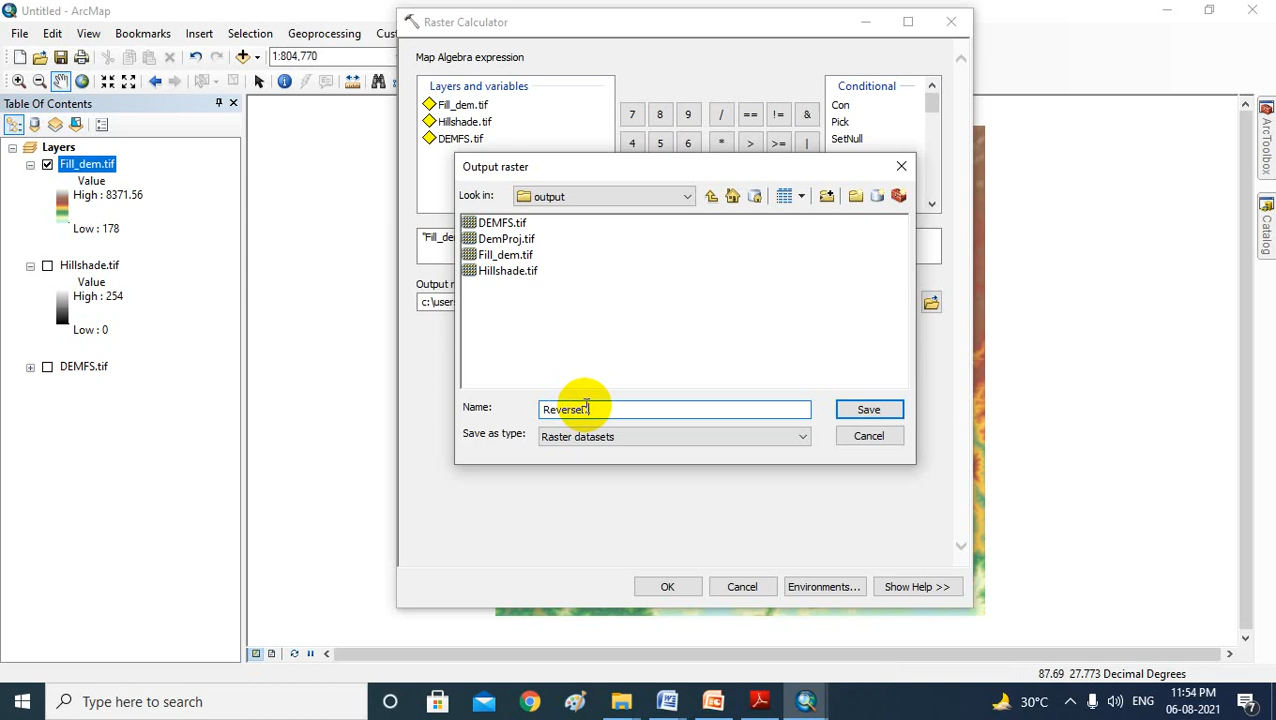 Untitled - ArcMap
File Edit View Bookmarks Insert Selection Geoprocessing
1:804,770
Table Of Contents
Layers
Fill_dem.tif
Value
High : 8371.56
Low : 178
Hillshade.tif
Value
High : 254
Low : 0
DEMFS.tif
Raster Calculator
Map Algebra expression
Layers and variables
Fill_dem.tif
Hillshade.tif
DEMFS.tif
7 8 9 / == != &
4 5 6 * > >= |
Conditional
Con
Pick
SetNull
"Fill_de
Output r
c:\user
Output raster
Look in: output
DEMFS.tif
DemProj.tif
Fill_dem.tif
Hillshade.tif
Name:
Save
Save as type: Raster datasets
Cancel
OK Cancel Environments... Show Help >>
ArcToolbox
Catalog
87.69 27.773 Decimal Degrees
Type here to search
30°C
ENG
11:54 PM
06-08-2021
7